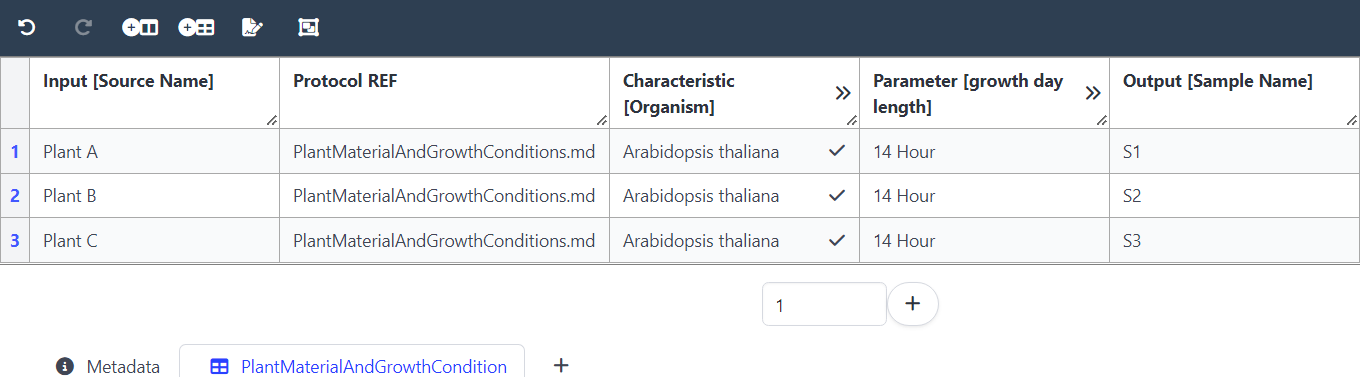 Input [Source Name] Protocol REF Characteristic [Organism] Parameter [growth day length] Output [Sample Name]
1 Plant A PlantMaterialAndGrowthConditions.md Arabidopsis thaliana 14 Hour S1
2 Plant B PlantMaterialAndGrowthConditions.md Arabidopsis thaliana 14 Hour S2
3 Plant C PlantMaterialAndGrowthConditions.md Arabidopsis thaliana 14 Hour S3
1
Metadata PlantMaterialAndGrowthCondition